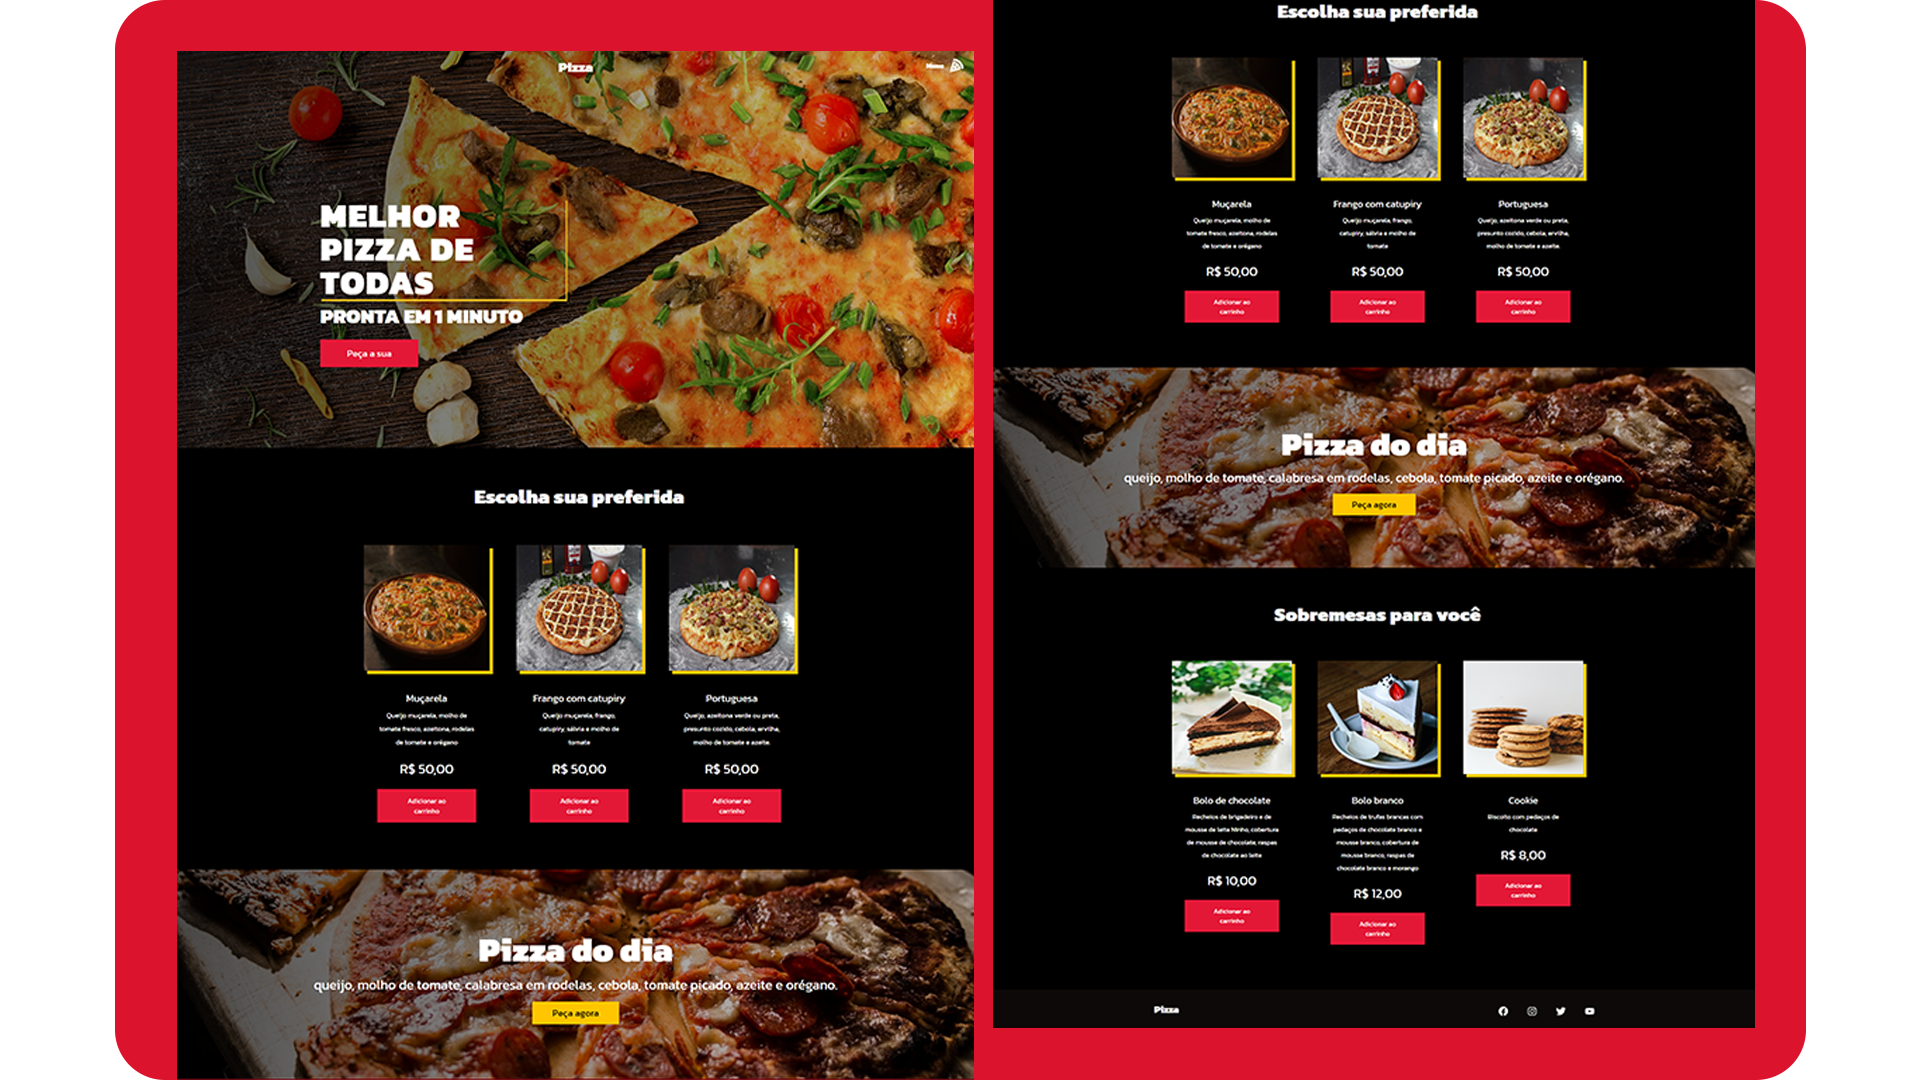 Pizza
Menu
MELHOR
PIZZA DE
TODAS
PRONTA EM 1 MINUTO
Peça a sua
Escolha sua preferida
Muçarela
Queijo muçarela, molho de
tomate fresco, azeitona, rodelas
de tomate e orégano
R$ 50,00
Adicionar ao
carrinho
Frango com catupiry
Queijo muçarela, frango,
catupiry, sálvia e molho de
tomate
R$ 50,00
Adicionar ao
carrinho
Portuguesa
Queijo, azeitona verde ou preta,
presunto cozido, cebola, ervilha,
molho de tomate e azeite.
R$ 50,00
Adicionar ao
carrinho
Pizza do dia
queijo, molho de tomate, calabresa em rodelas, cebola, tomate picado, azeite e orégano.
Peça agora
Escolha sua preferida
Muçarela
Queijo muçarela, molho de
tomate fresco, azeitona, rodelas
de tomate e orégano
R$ 50,00
Adicionar ao
carrinho
Frango com catupiry
Queijo muçarela, frango,
catupiry, sálvia e molho de
tomate
R$ 50,00
Adicionar ao
carrinho
Portuguesa
Queijo, azeitona verde ou preta,
presunto cozido, cebola, ervilha,
molho de tomate e azeite.
R$ 50,00
Adicionar ao
carrinho
Pizza do dia
queijo, molho de tomate, calabresa em rodelas, cebola, tomate picado, azeite e orégano.
Peça agora
Sobremesas para você
Bolo de chocolate
Recheios de brigadeiro e de
mousse de leite Ninho, cobertura
de mousse de chocolate, raspas
de chocolate ao leite
R$ 10,00
Adicionar ao
carrinho
Bolo branco
Recheios de trufas brancas com
pedaços de chocolate branco e
mousse branco, cobertura de
mousse branco, raspas de
chocolate branco e morango
R$ 12,00
Adicionar ao
carrinho
Cookie
Biscoito com pedaços de
chocolate
R$ 8,00
Adicionar ao
carrinho
Pizza